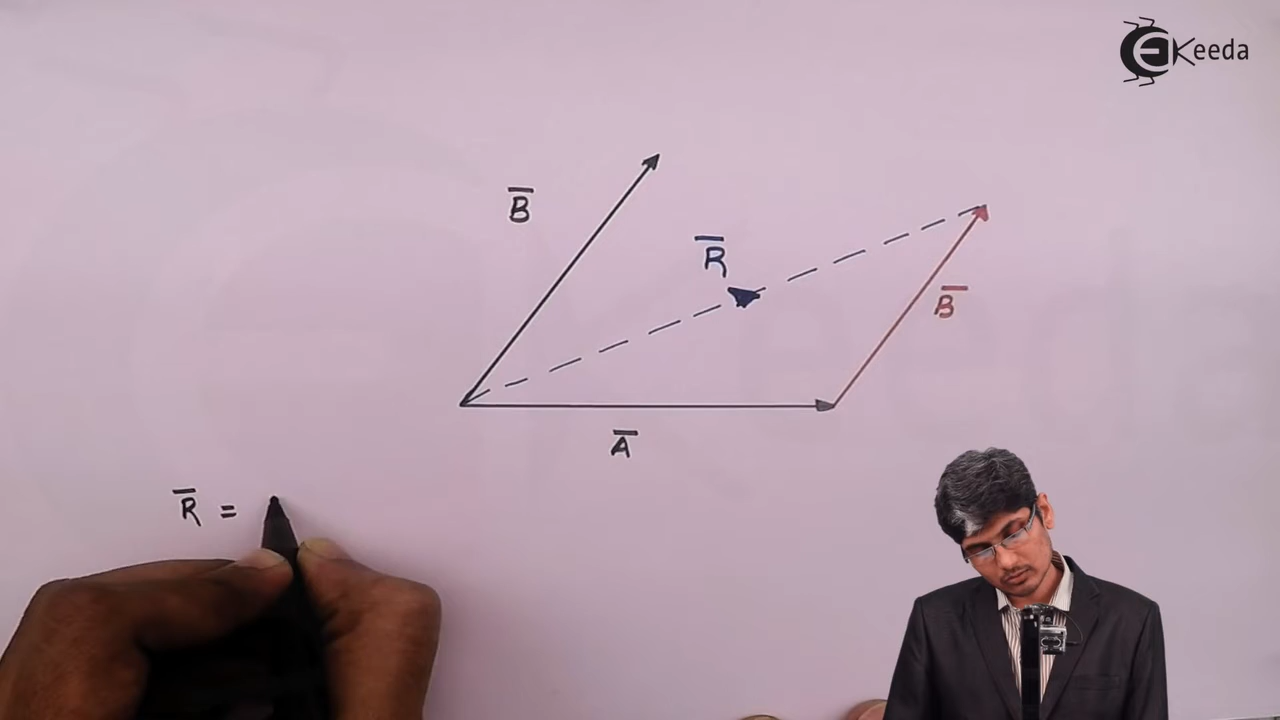 eKeeda
B̅
R̅
B̅
A̅
R̅ =